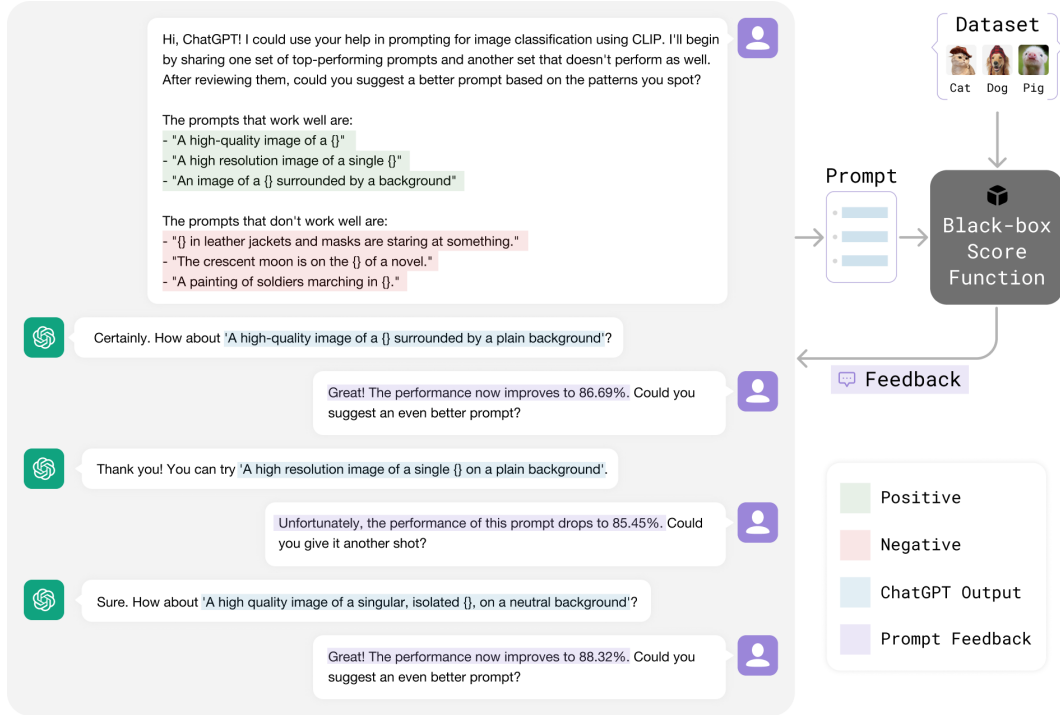 Hi, ChatGPT! I could use your help in prompting for image classification using CLIP. I'll begin
by sharing one set of top-performing prompts and another set that doesn't perform as well.
After reviewing them, could you suggest a better prompt based on the patterns you spot?
The prompts that work well are:
- "A high-quality image of a {}"
- "A high resolution image of a single {}"
- "An image of a {} surrounded by a background"
The prompts that don't work well are:
- "{} in leather jackets and masks are staring at something."
- "The crescent moon is on the {} of a novel."
- "A painting of soldiers marching in {}."
Certainly. How about 'A high-quality image of a {} surrounded by a plain background'?
Great! The performance now improves to 86.69%. Could you
suggest an even better prompt?
Thank you! You can try 'A high resolution image of a single {} on a plain background'.
Unfortunately, the performance of this prompt drops to 85.45%. Could
you give it another shot?
Sure. How about 'A high quality image of a singular, isolated {}, on a neutral background'?
Great! The performance now improves to 88.32%. Could you
suggest an even better prompt?
Dataset
Cat Dog Pig
Prompt
Black-box
Score
Function
Feedback
Positive
Negative
ChatGPT Output
Prompt Feedback